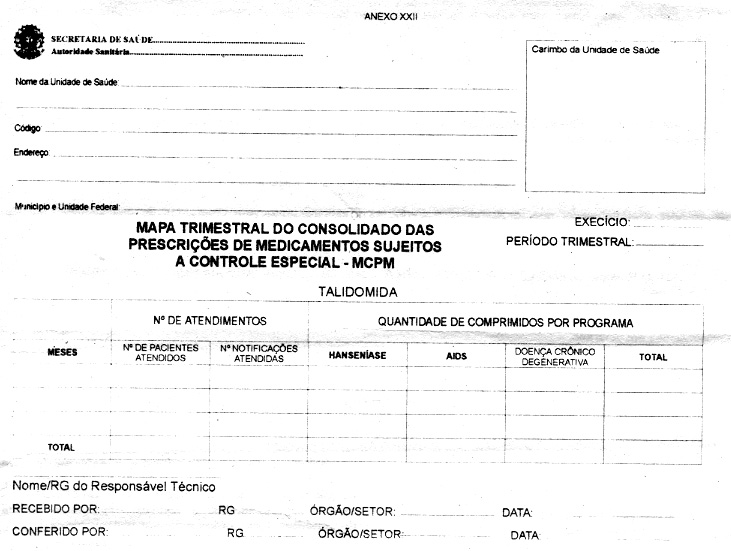 ANEXO XXII
SECRETARIA DE SAÚDE
Autoridade Sanitária
Carimbo da Unidade de Saúde
Nome da Unidade de Saúde:
Código:
Endereço:
Município e Unidade Federal:
EXECÍCIO:
MAPA TRIMESTRAL DO CONSOLIDADO DAS
PRESCRIÇÕES DE MEDICAMENTOS SUJEITOS
A CONTROLE ESPECIAL - MCPM
PERÍODO TRIMESTRAL:
TALIDOMIDA
Nº DE ATENDIMENTOS QUANTIDADE DE COMPRIMIDOS POR PROGRAMA
MESES
Nº DE PACIENTES ATENDIDOS
Nº NOTIFICAÇÕES ATENDIDAS
HANSENÍASE
AIDS
DOENÇA CRÔNICO DEGENERATIVA
TOTAL
TOTAL
Nome/RG do Responsável Técnico
RECEBIDO POR: RG ÓRGÃO/SETOR: DATA:
CONFERIDO POR: RG ÓRGÃO/SETOR: DATA: